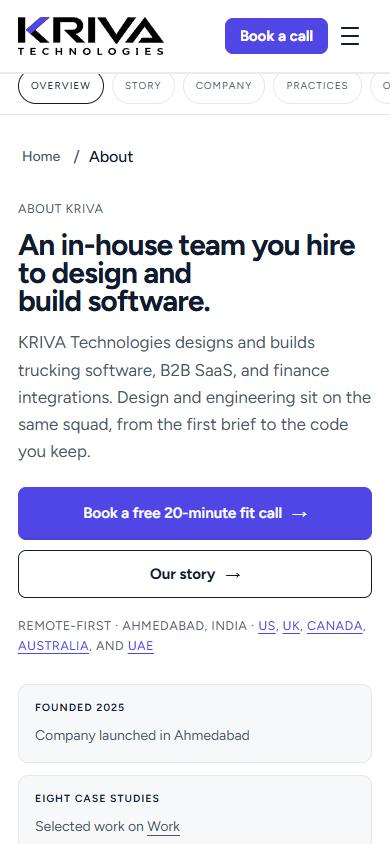 KRIVA
TECHNOLOGIES
Book a call
OVERVIEW
STORY
COMPANY
PRACTICES
Home / About
ABOUT KRIVA
An in-house team you hire
to design and
build software.
KRIVA Technologies designs and builds
trucking software, B2B SaaS, and finance
integrations. Design and engineering sit on the
same squad, from the first brief to the code
you keep.
Book a free 20-minute fit call →
Our story →
REMOTE-FIRST · AHMEDABAD, INDIA · US, UK, CANADA,
AUSTRALIA, AND UAE
FOUNDED 2025
Company launched in Ahmedabad
EIGHT CASE STUDIES
Selected work on Work